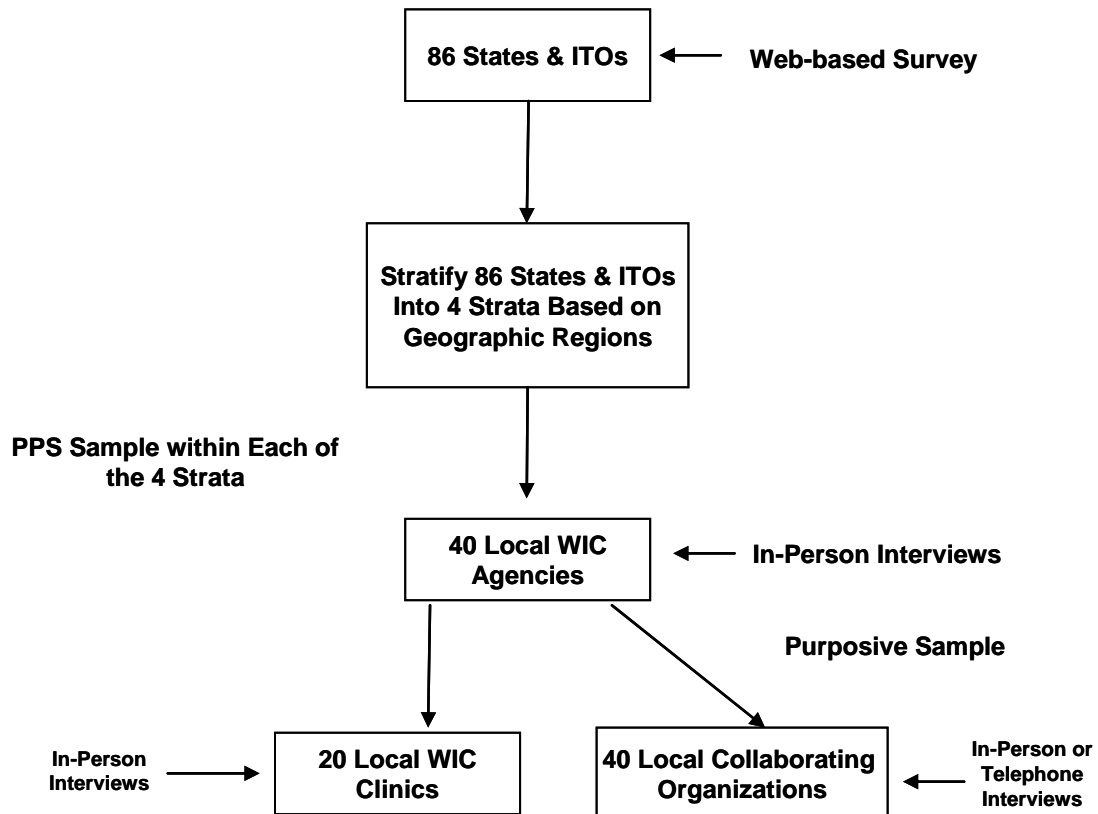 86 States & ITOs
Web-based Survey
Stratify 86 States & ITOs
Into 4 Strata Based on
Geographic Regions
PPS Sample within Each of
the 4 Strata
40 Local WIC
Agencies
In-Person Interviews
Purposive Sample
In-Person
Interviews
20 Local WIC
Clinics
40 Local Collaborating
Organizations
In-Person or
Telephone
Interviews